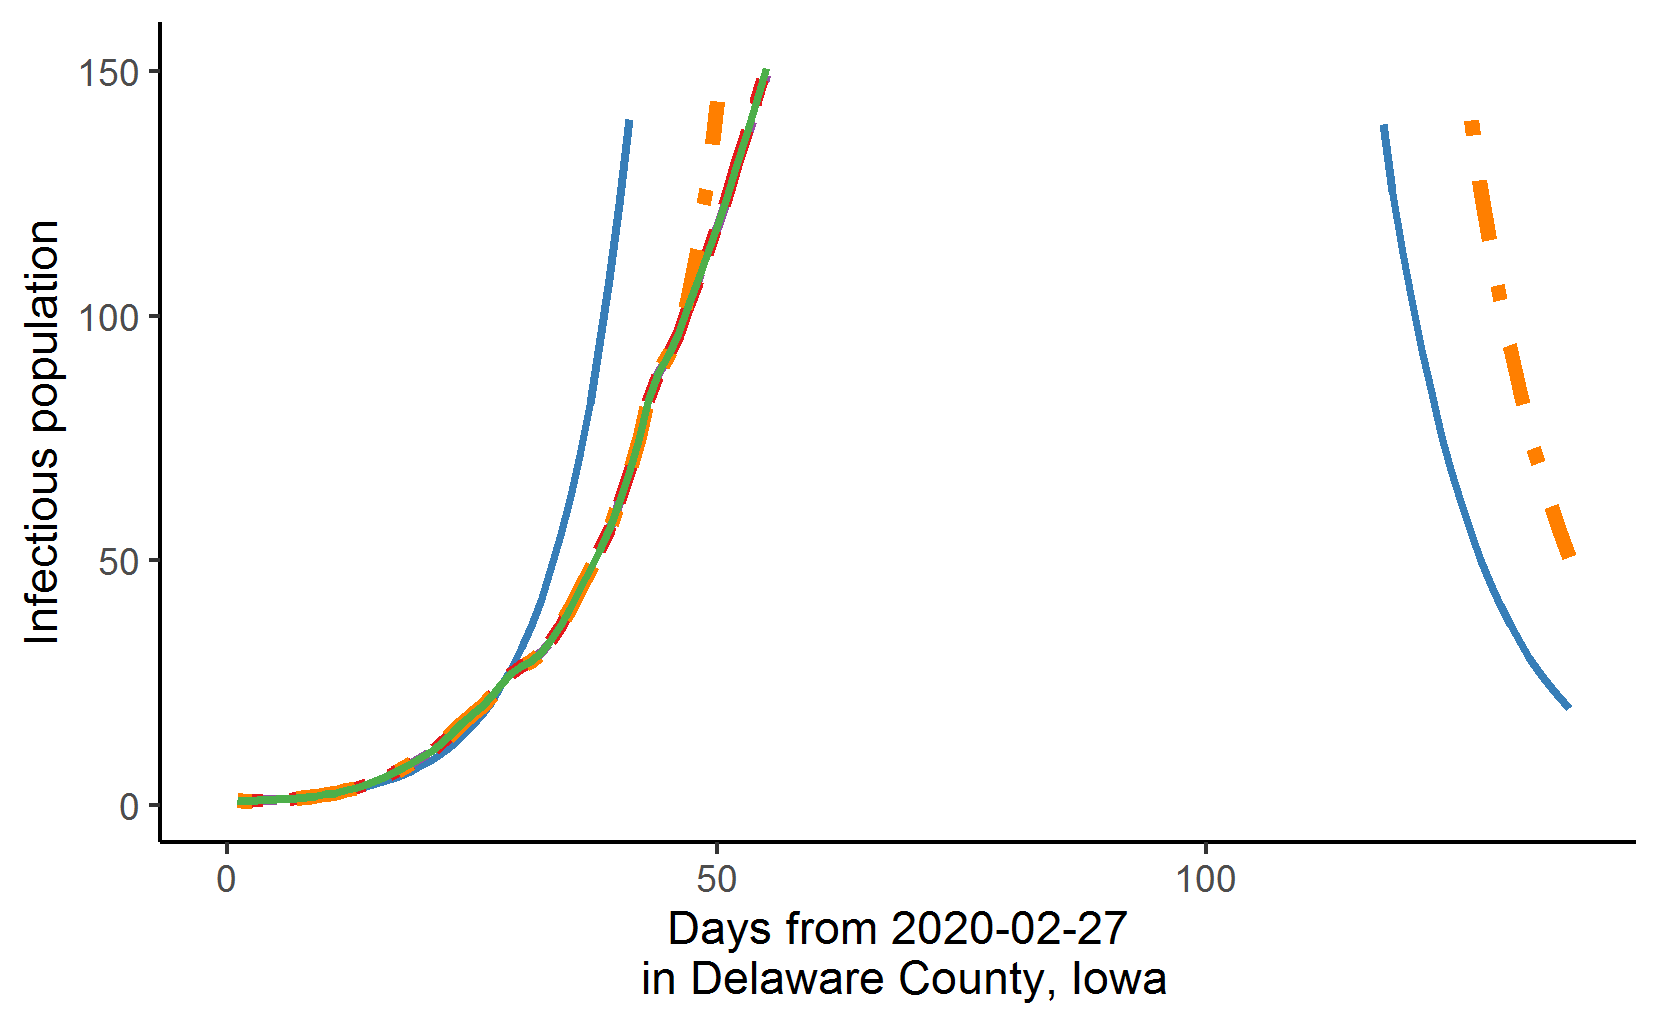 Infectious population
150
100
50
0
0 50 100
Days from 2020-02-27
in Delaware County, Iowa